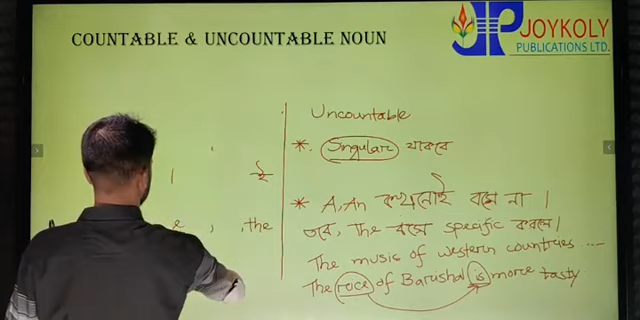 COUNTABLE & UNCOUNTABLE NOUN
JOYKOLY
PUBLICATIONS LTD.
Uncountable
*. Singular থাকবে
ই
* A, An কখনোই বসে না।
, the
তবে, The বসে specific করলে।
The music of western countries ...
The race of Barishal is more tasty